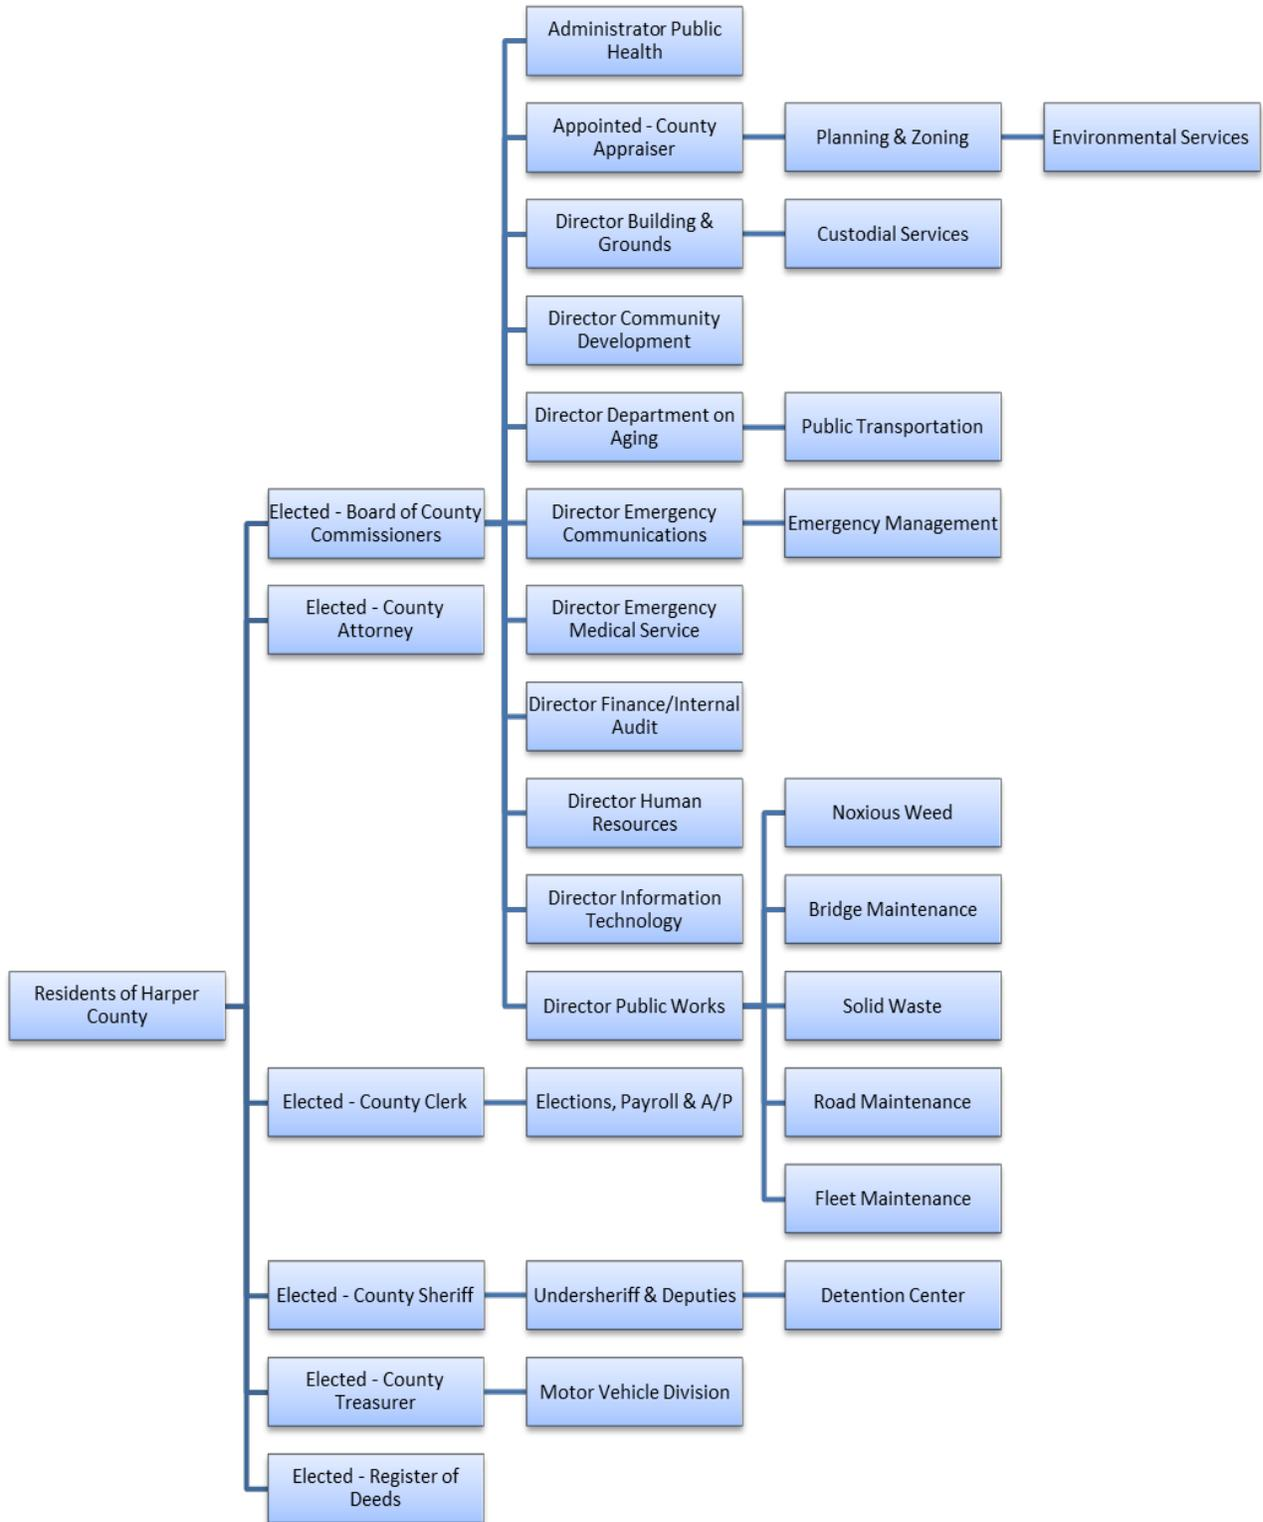 Administrator Public
Health
Appointed - County
Appraiser
Planning & Zoning
Environmental Services
Director Building &
Grounds
Custodial Services
Director Community
Development
Director Department on
Aging
Public Transportation
Elected - Board of County
Commissioners
Director Emergency
Communications
Emergency Management
Elected - County
Attorney
Director Emergency
Medical Service
Director Finance/Internal
Audit
Director Human
Resources
Noxious Weed
Director Information
Technology
Bridge Maintenance
Residents of Harper
County
Director Public Works
Solid Waste
Elected - County Clerk
Elections, Payroll & A/P
Road Maintenance
Fleet Maintenance
Elected - County Sheriff
Undersheriff & Deputies
Detention Center
Elected - County
Treasurer
Motor Vehicle Division
Elected - Register of
Deeds